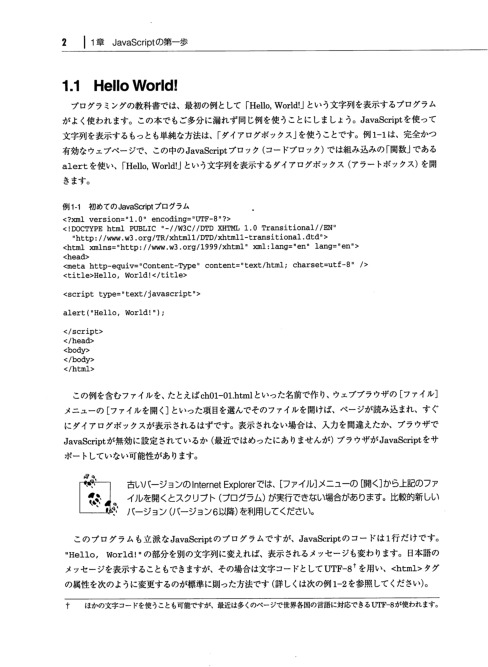 2 1章 JavaScriptの第一歩
1.1 Hello World!
プログラミングの教科書では、最初の例として「Hello, World!」という文字列を表示するプログラム
がよく使われます。この本でもご多分に漏れず同じ例を使うことにしましょう。JavaScriptを使って
文字列を表示するもっとも単純な方法は、「ダイアログボックス」を使うことです。例1-1は、完全かつ
有効なウェブページで、この中のJavaScriptブロック（コードブロック）では組み込みの「関数」である
alertを使い、「Hello, World!」という文字列を表示するダイアログボックス（アラートボックス）を開
きます。
例1-1 初めてのJavaScriptプログラム
<?xml version="1.0" encoding="UTF-8"?>
<!DOCTYPE html PUBLIC "-//W3C//DTD XHTML 1.0 Transitional//EN"
"http://www.w3.org/TR/xhtml1/DTD/xhtml1-transitional.dtd">
<html xmlns="http://www.w3.org/1999/xhtml" xml:lang="en" lang="en">
<head>
<meta http-equiv="Content-Type" content="text/html; charset=utf-8" />
<title>Hello, World!</title>
<script type="text/javascript">
alert("Hello, World!");
</script>
</head>
<body>
</body>
</html>
この例を含むファイルを、たとえばch01-01.htmlといった名前で作り、ウェブブラウザの［ファイル］
メニューの［ファイルを開く］といった項目を選んでそのファイルを開けば、ページが読み込まれ、すぐ
にダイアログボックスが表示されるはずです。表示されない場合は、入力を間違えたか、ブラウザで
JavaScriptが無効に設定されているか（最近ではめったにありませんが）ブラウザがJavaScriptをサ
ポートしていない可能性があります。
古いバージョンのInternet Explorerでは、［ファイル］メニューの［開く］から上記のファ
イルを開くとスクリプト（プログラム）が実行できない場合があります。比較的新しい
バージョン（バージョン6以降）を利用してください。
このプログラムも立派なJavaScriptのプログラムですが、JavaScriptのコードは1行だけです。
"Hello, World!"の部分を別の文字列に変えれば、表示されるメッセージも変わります。日本語の
メッセージを表示することもできますが、その場合は文字コードとしてUTF-8†を用い、<html>タグ
の属性を次のように変更するのが標準に則った方法です（詳しくは次の例1-2を参照してください）。
† ほかの文字コードを使うことも可能ですが、最近は多くのページで世界各国の言語に対応できるUTF-8が使われます。